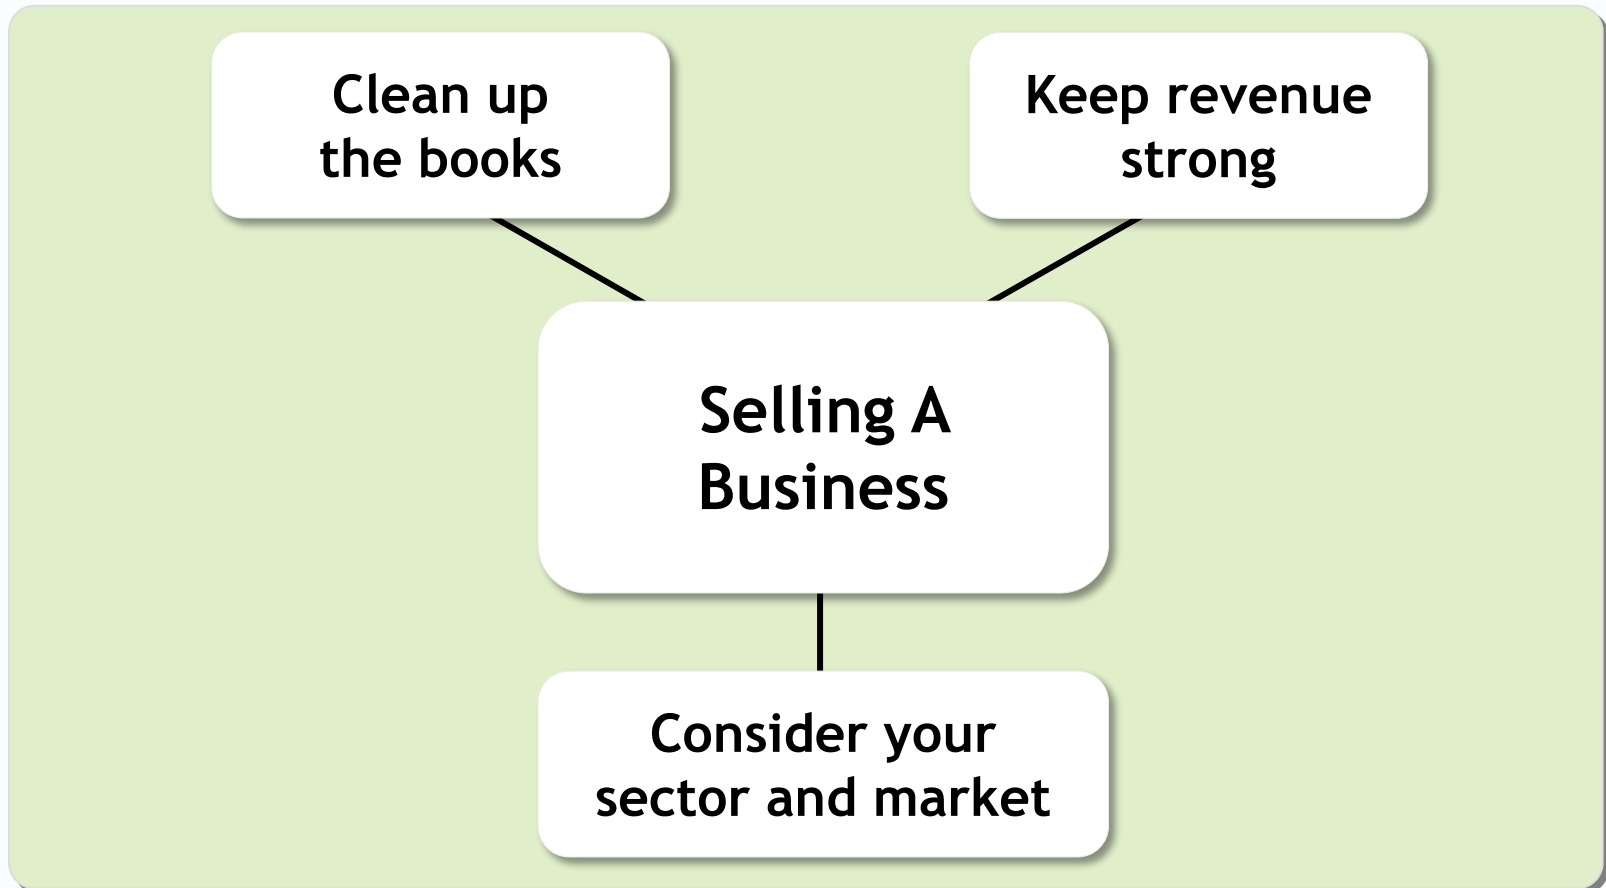 Clean up
the books
Keep revenue
strong
Selling A
Business
Consider your
sector and market